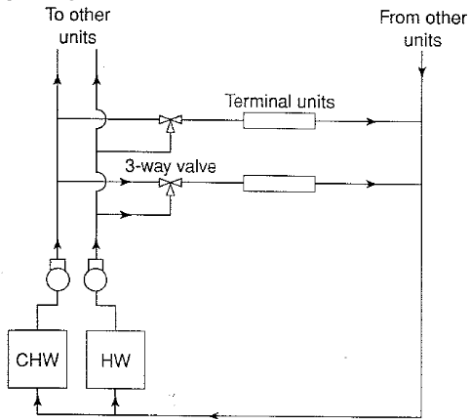 To other
units
From other
units
Terminal units
3-way valve
CHW
HW